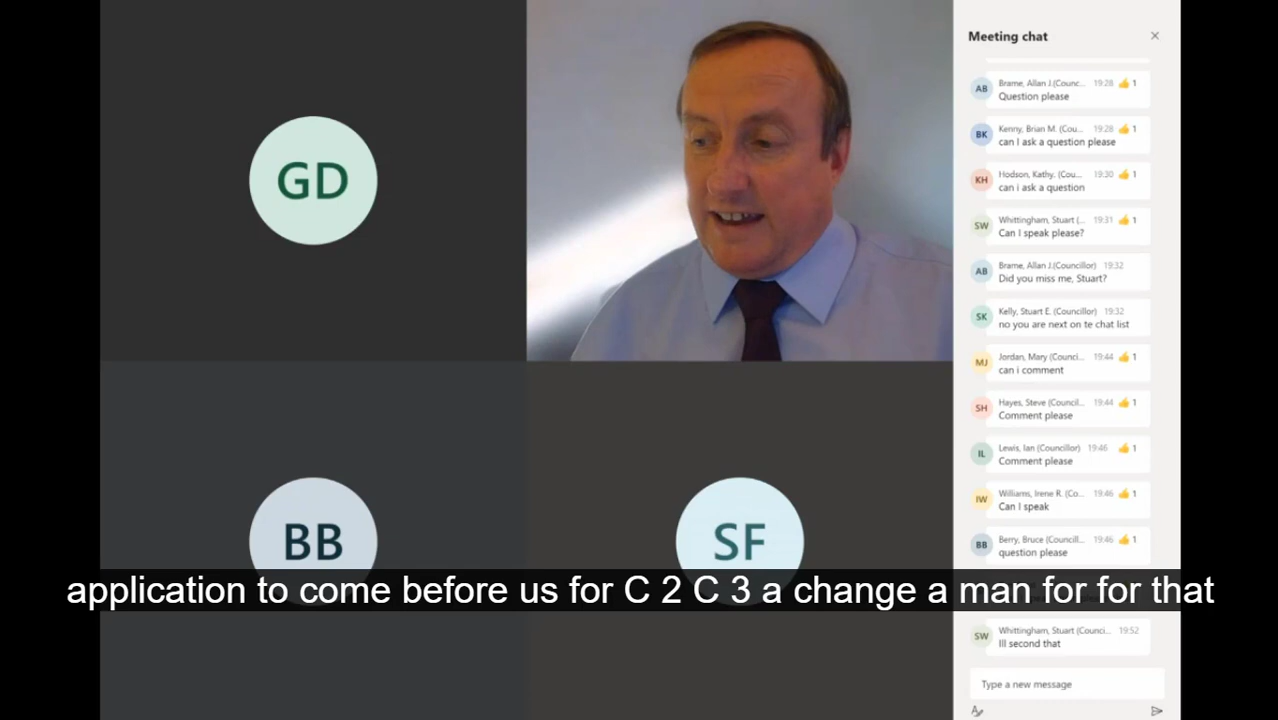 GD
BB
SF
Meeting chat
AB
Brame, Allan J.(Counc... 19:28 1
Question please
BK
Kenny, Brian M. (Cou... 19:28 1
can I ask a question please
KH
Hodson, Kathy. (Cou... 19:30 1
can i ask a question
SW
Whittingham, Stuart (... 19:31 1
Can I speak please?
AB
Brame, Allan J.(Councillor) 19:32
Did you miss me, Stuart?
SK
Kelly, Stuart E. (Councillor) 19:32
no you are next on te chat list
MJ
Jordan, Mary (Counci... 19:44 1
can i comment
SH
Hayes, Steve (Council... 19:44 1
Comment please
IL
Lewis, Ian (Councillor) 19:46 1
Comment please
IW
Williams, Irene R. (Co... 19:46 1
Can I speak
BB
Berry, Bruce (Councill... 19:46 1
question please
application to come before us for C 2 C 3 a change a man for for that
SW
Whittingham, Stuart (Counci... 19:52
Ill second that
Type a new message